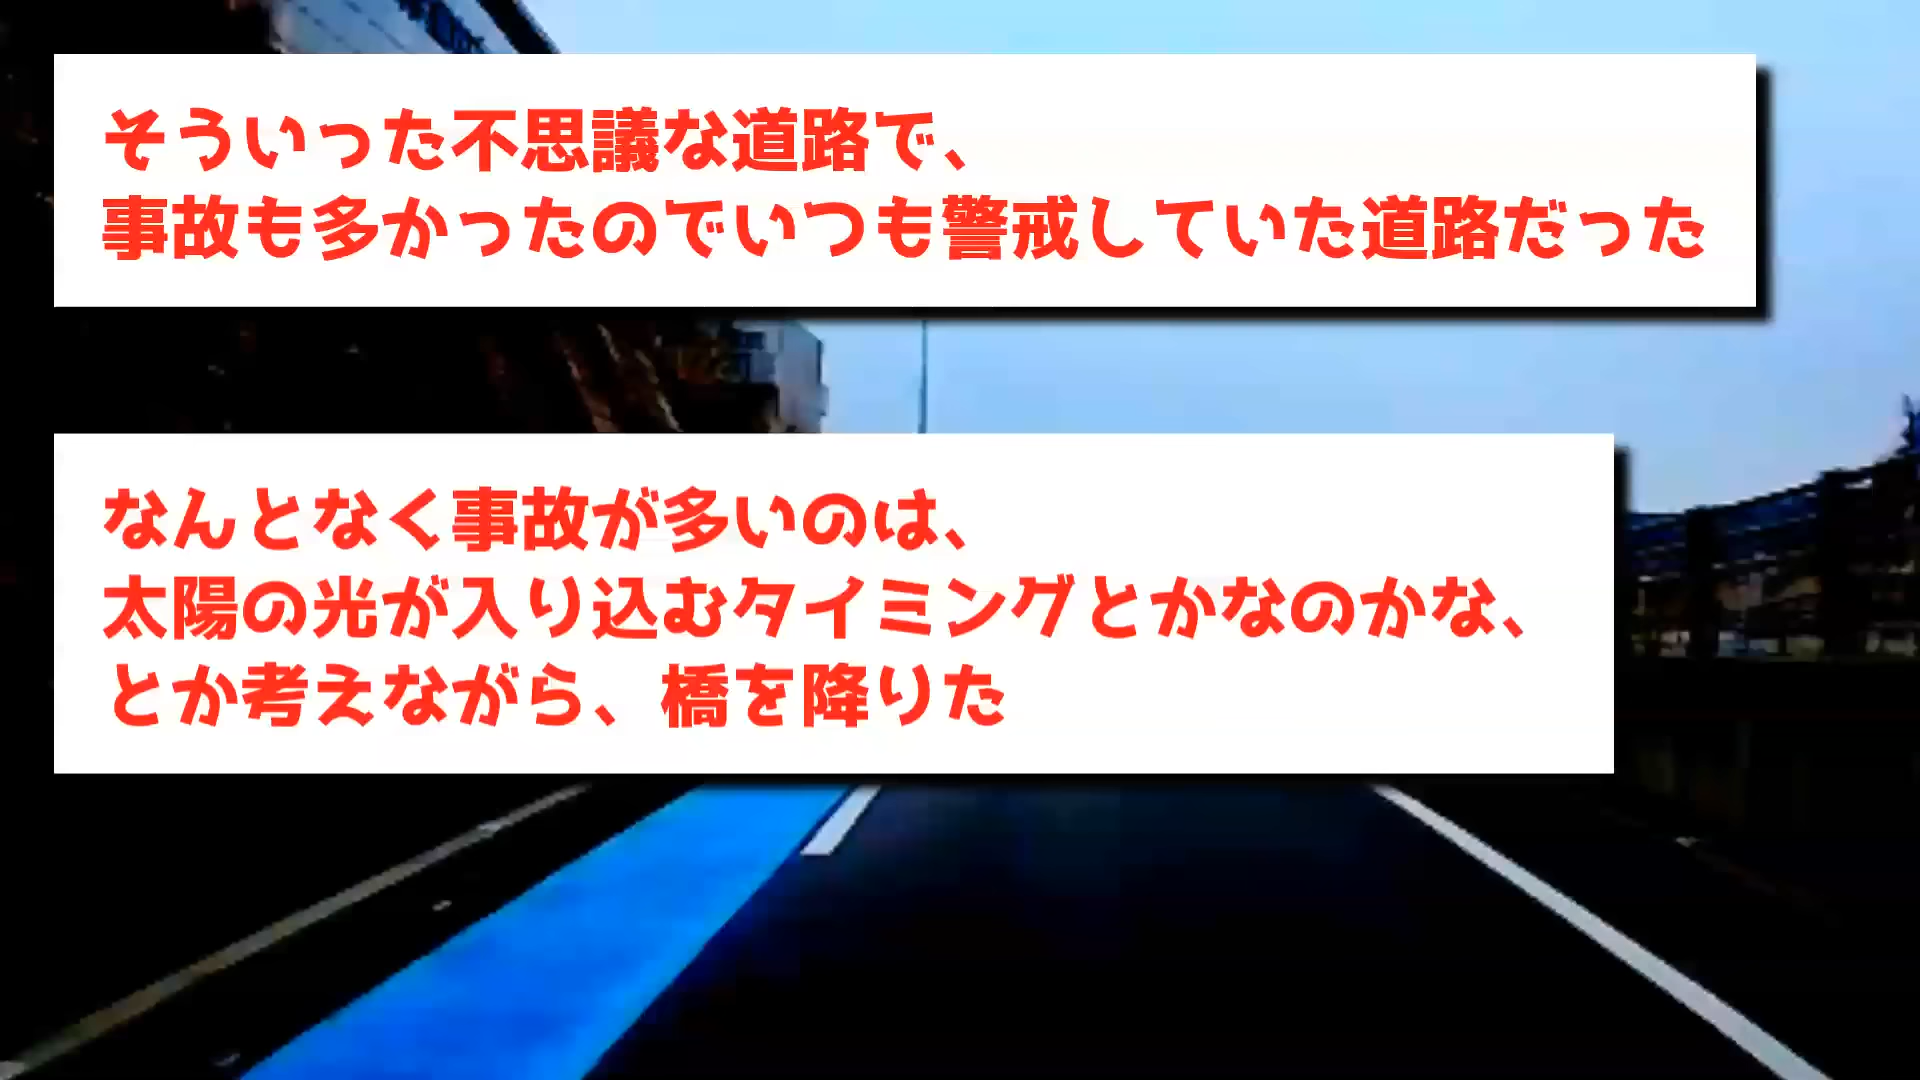 そういった不思議な道路で、
事故も多かったのでいつも警戒していた道路だった
なんとなく事故が多いのは、
太陽の光が入り込むタイミングとかなのかな、
とか考えながら、橋を降りた